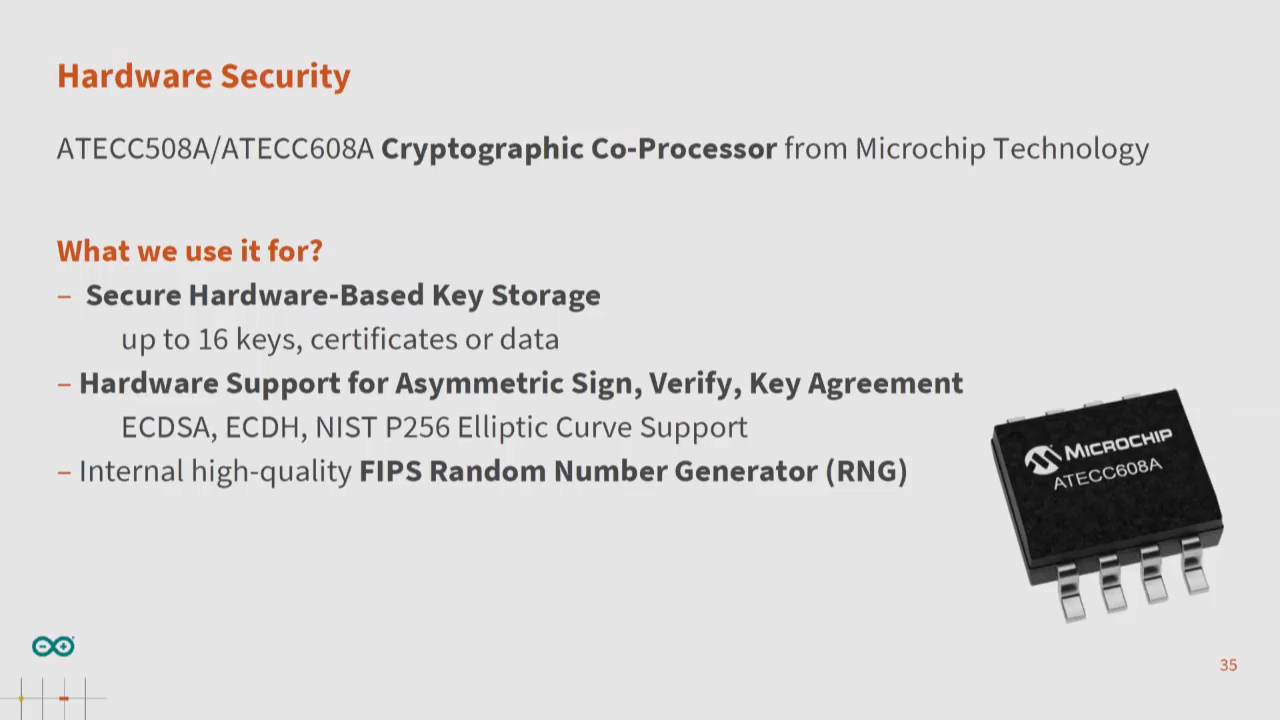 Hardware Security
ATECC508A/ATECC608A Cryptographic Co-Processor from Microchip Technology
What we use it for?
– Secure Hardware-Based Key Storage
up to 16 keys, certificates or data
– Hardware Support for Asymmetric Sign, Verify, Key Agreement
ECDSA, ECDH, NIST P256 Elliptic Curve Support
– Internal high-quality FIPS Random Number Generator (RNG)
MICROCHIP
ATECC608A
35